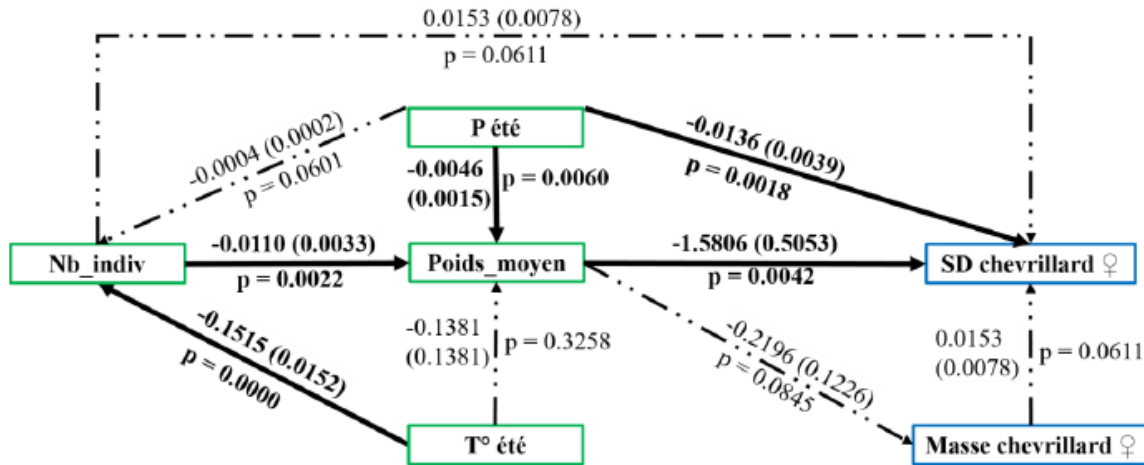 0.0153 (0.0078)
p = 0.0611
P été
-0.0004 (0.0002)
p = 0.0601
-0.0046
(0.0015)
p = 0.0060
-0.0136 (0.0039)
p = 0.0018
Nb_indiv
-0.0110 (0.0033)
p = 0.0022
Poids_moyen
-1.5806 (0.5053)
p = 0.0042
SD chevrillard ♀
-0.1515 (0.0152)
p = 0.0000
-0.1381
(0.1381)
p = 0.3258
-0.2196 (0.1226)
p = 0.0845
0.0153
(0.0078)
p = 0.0611
T° été
Masse chevrillard ♀